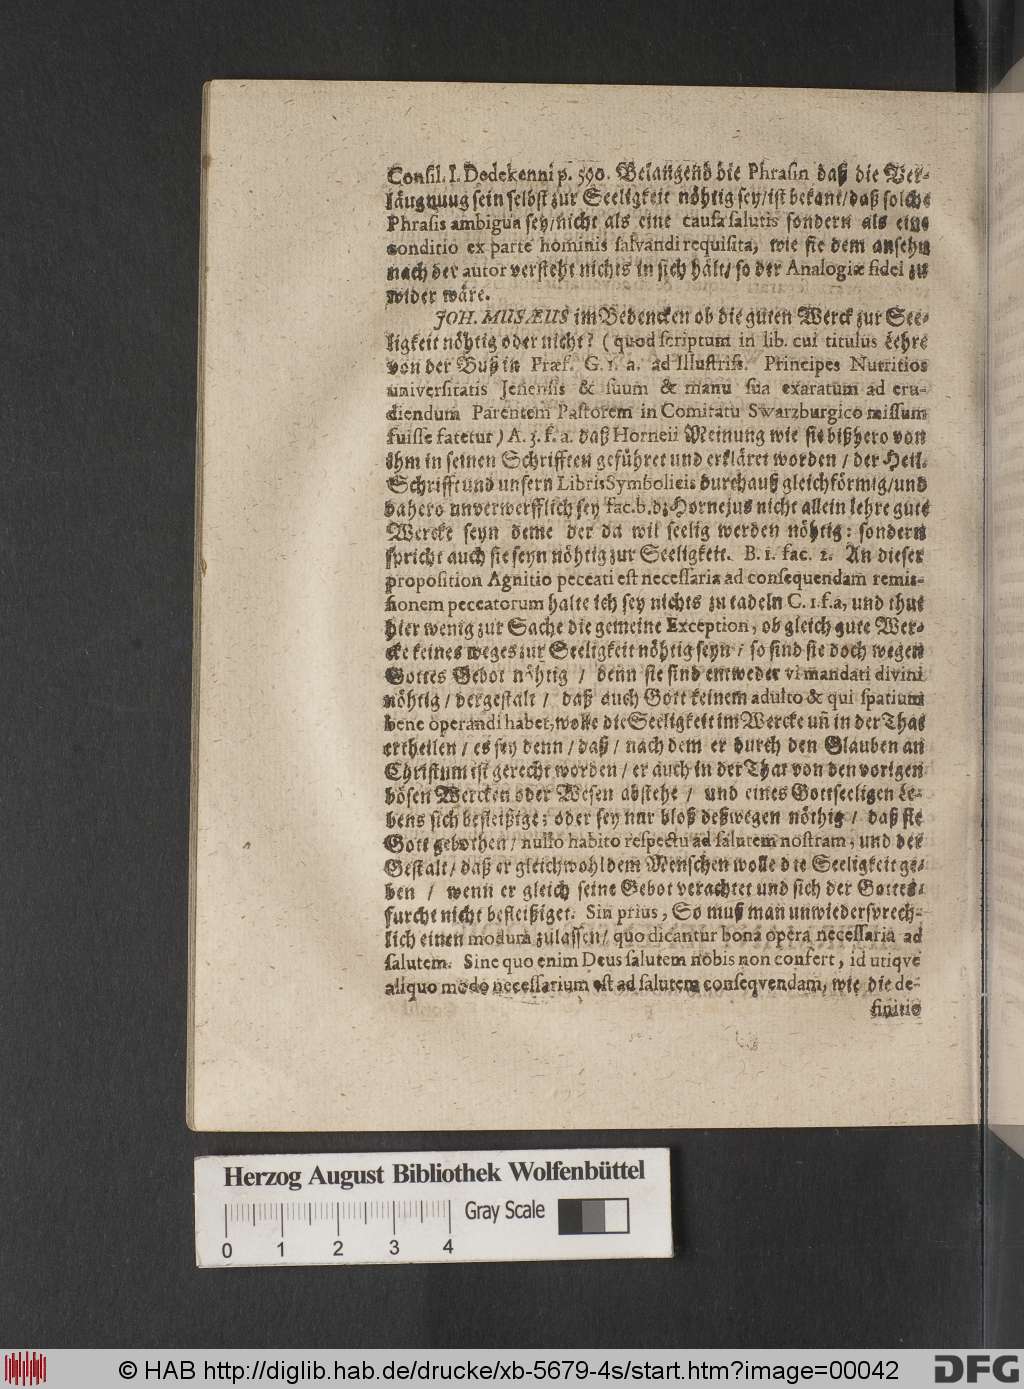 Consil. I. Dedekenni p. 590. Belangend die Phrasin daß die Ver-
läugnuug sein selbst zur Seeligkeit nöhtig sey/ist bekant/daß solche
Phrasis ambigua sey/nicht als eine causa salutis sondern als eine
conditio ex parte hominis salvandi requisita, wie sie dem ansehn
nach der autor versteht nichts in sich hält/ so der Analogiæ fidei zu
wider wäre.
JOH. MUSÆUS im Bedencken ob die guten Werck zur See-
ligkeit nöhtig oder nicht? (quod scriptum in lib. cui titulus Lehre
von der Buß in Præf. G. 1. a. ad Illustriss. Principes Nutritios
universitatis Jenensis & suum & manu sua exaratum ad eru-
diendum Parentem Pastorem in Comitatu Swarzburgico missum
fuisse fatetur) A. 3. f. a. daß Horneii Meinung wie sie bißhero von
ihm in seinen Schrifften geführet und erkläret worden / der Heil.
Schrifft und unsern Libris Symbolicis durchauß gleichförmig/und
dahero unverwerfflich sey fac. b. d; Hornejus nicht allein lehre gute
Wercke seyn deme der da wil seelig werden nöhtig: sondern
spricht auch sie seyn nöhtig zur Seeligkeit. B. 1. fac. 2. An dieser
proposition Agnitio peccati est necessaria ad consequendam remis-
sionem peccatorum halte ich sey nichts zu tadeln C. 1. f. a, und thut
hier wenig zur Sache die gemeine Exception, ob gleich gute Wer-
cke keines weges zur Seeligkeit nöhtig seyn / so sind sie doch wegen
Gottes Gebot nöhtig / denn sie sind entweder vi mandati divini
nöhtig / dergestalt / daß auch Gott keinem adulto & qui spatium
bene operandi habet, wolle die Seeligkeit im Wercke uñ in der That
ertheilen / es sey denn / daß / nach dem er durch den Glauben an
Christum ist gerecht worden / er auch in der That von den vorigen
bösen Wercken oder Wesen abstehe / und eines Gottseeligen Le-
bens sich befleißige; oder sey nur bloß deßwegen nöthig / daß sie
Gott gebothen / nullo habito respectu ad salutem nostram, und der
Gestalt / daß er gleichwohl dem Menschen wolle die Seeligkeit ge-
ben / wenn er gleich seine Gebot verachtet und sich der Gottes-
furcht nicht befleißiget. Sin prius, So muß man unwiedersprech-
lich einen modum zulassen / quo dicantur bona opera necessaria ad
salutem. Sine quo enim Deus salutem nobis non confert, id utiqve
aliquo modo necessarium est ad salutem conseqvendam, wie die de-
finitio
Herzog August Bibliothek Wolfenbüttel
Gray Scale
0 1 2 3 4
© HAB http://diglib.hab.de/drucke/xb-5679-4s/start.htm?image=00042
DFG